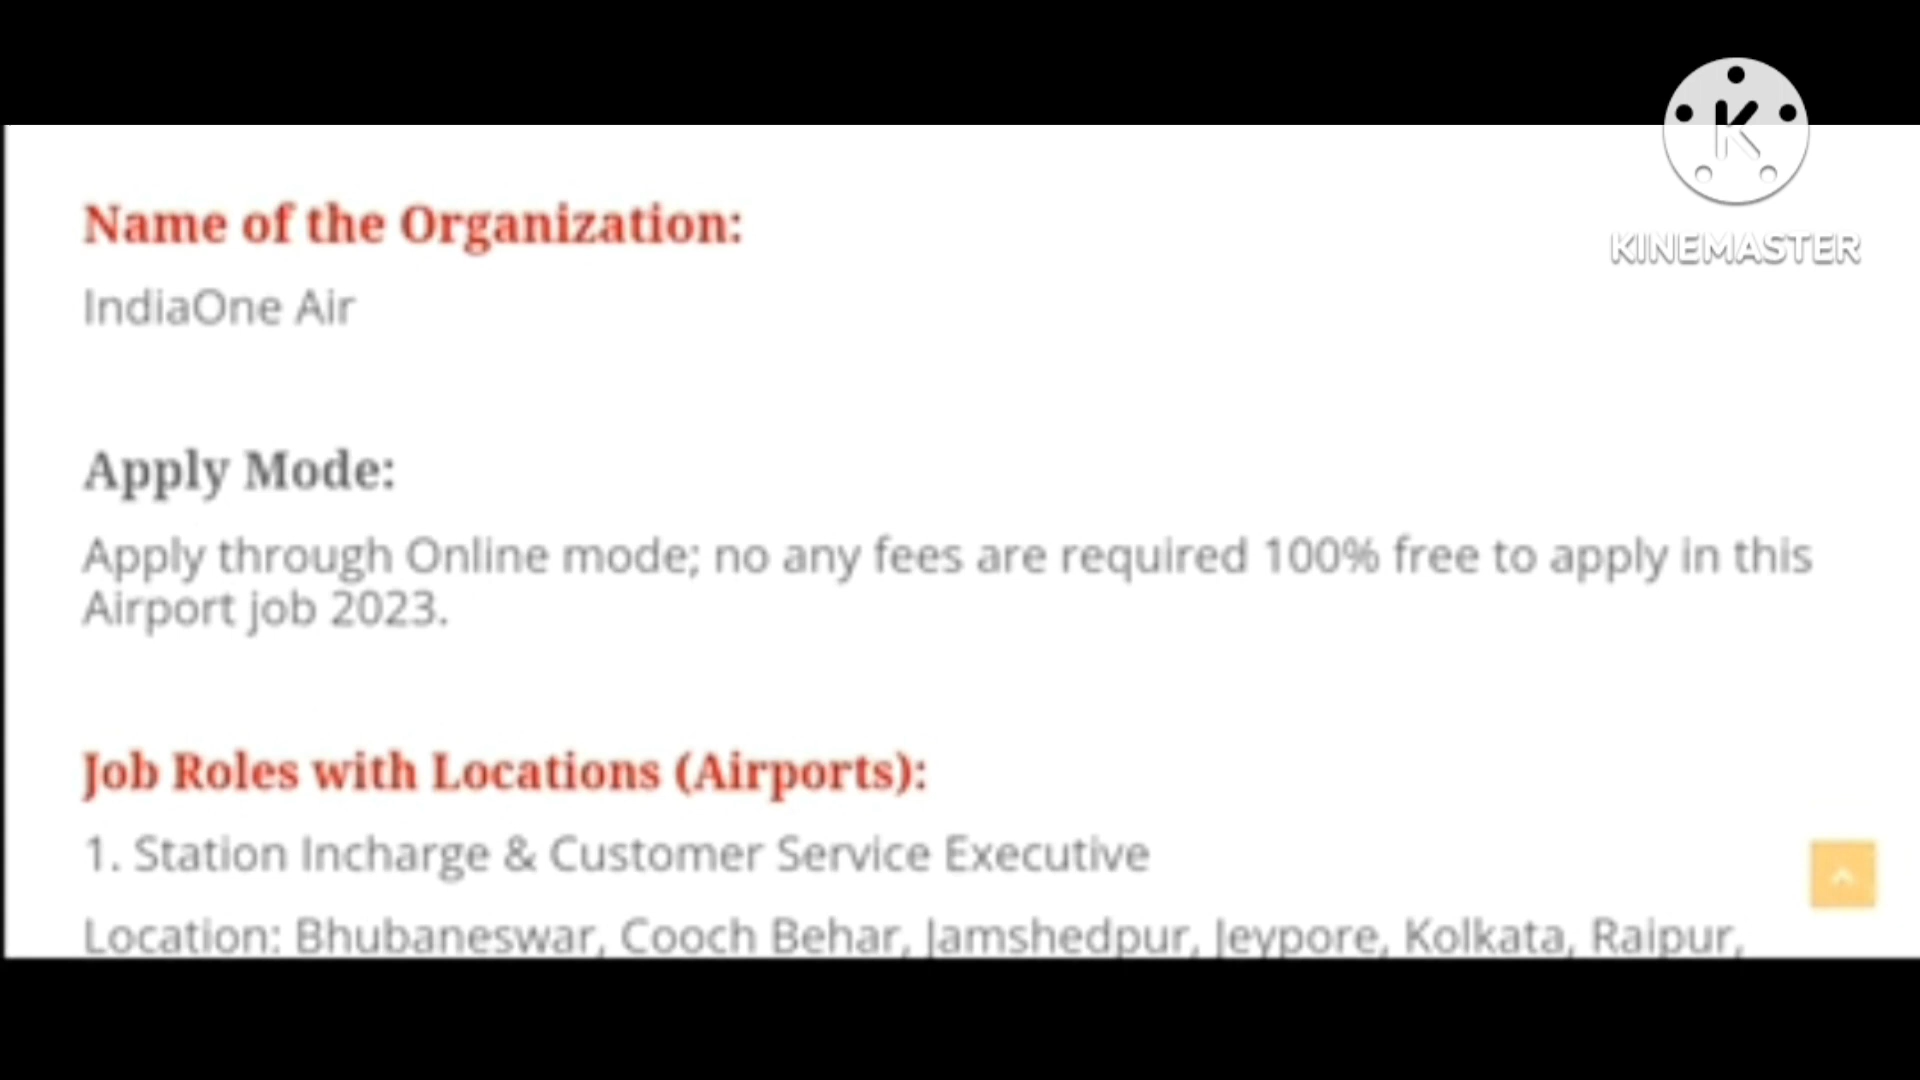 KINEMASTER
Name of the Organization:
IndiaOne Air
Apply Mode:
Apply through Online mode; no any fees are required 100% free to apply in this
Airport job 2023.
Job Roles with Locations (Airports):
1. Station Incharge & Customer Service Executive
Location: Bhubaneswar, Cooch Behar, Jamshedpur, Jeypore, Kolkata, Raipur,